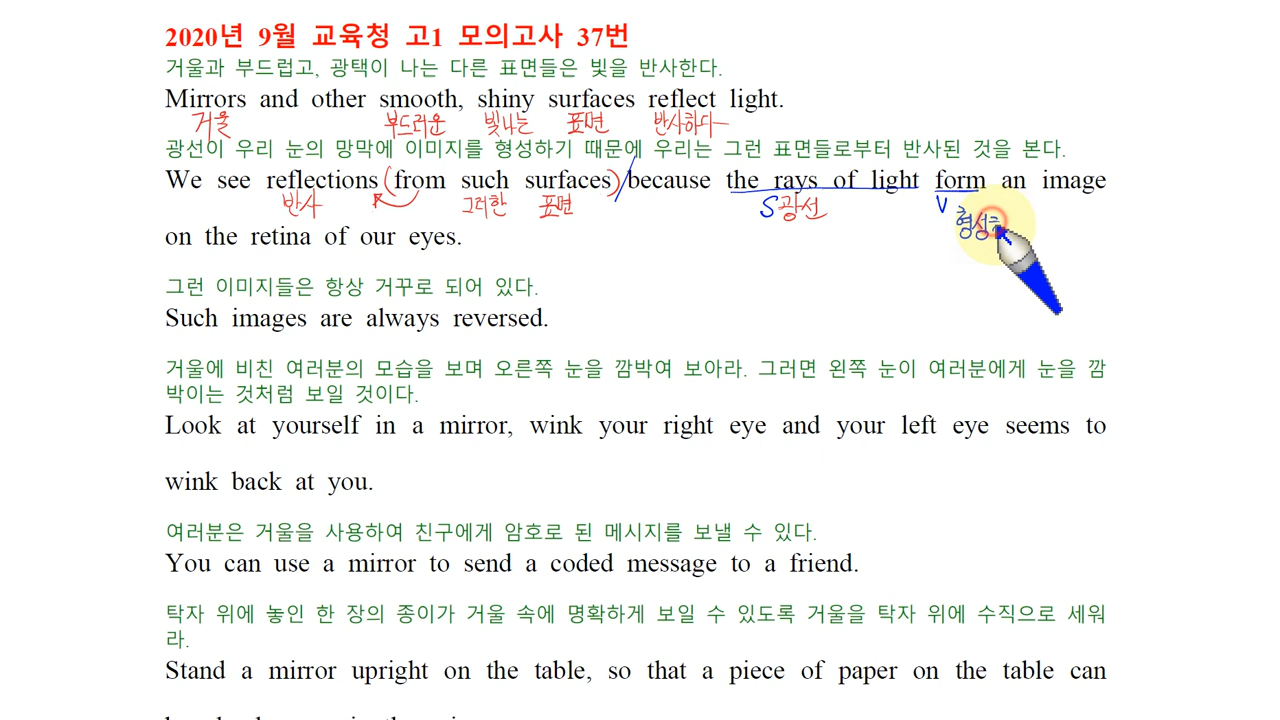 2020년 9월 교육청 고1 모의고사 37번
거울과 부드럽고, 광택이 나는 다른 표면들은 빛을 반사한다.
Mirrors and other smooth, shiny surfaces reflect light.
거울 부드러운 빛나는 표면 반사하다
광선이 우리 눈의 망막에 이미지를 형성하기 때문에 우리는 그런 표면들로부터 반사된 것을 본다.
We see reflections (from such surfaces) / because the rays of light form an image
반사 그러한 표면 S 광선 V
형성
on the retina of our eyes.
그런 이미지들은 항상 거꾸로 되어 있다.
Such images are always reversed.
거울에 비친 여러분의 모습을 보며 오른쪽 눈을 깜박여 보아라. 그러면 왼쪽 눈이 여러분에게 눈을 깜
박이는 것처럼 보일 것이다.
Look at yourself in a mirror, wink your right eye and your left eye seems to
wink back at you.
여러분은 거울을 사용하여 친구에게 암호로 된 메시지를 보낼 수 있다.
You can use a mirror to send a coded message to a friend.
탁자 위에 놓인 한 장의 종이가 거울 속에 명확하게 보일 수 있도록 거울을 탁자 위에 수직으로 세워
라.
Stand a mirror upright on the table, so that a piece of paper on the table can